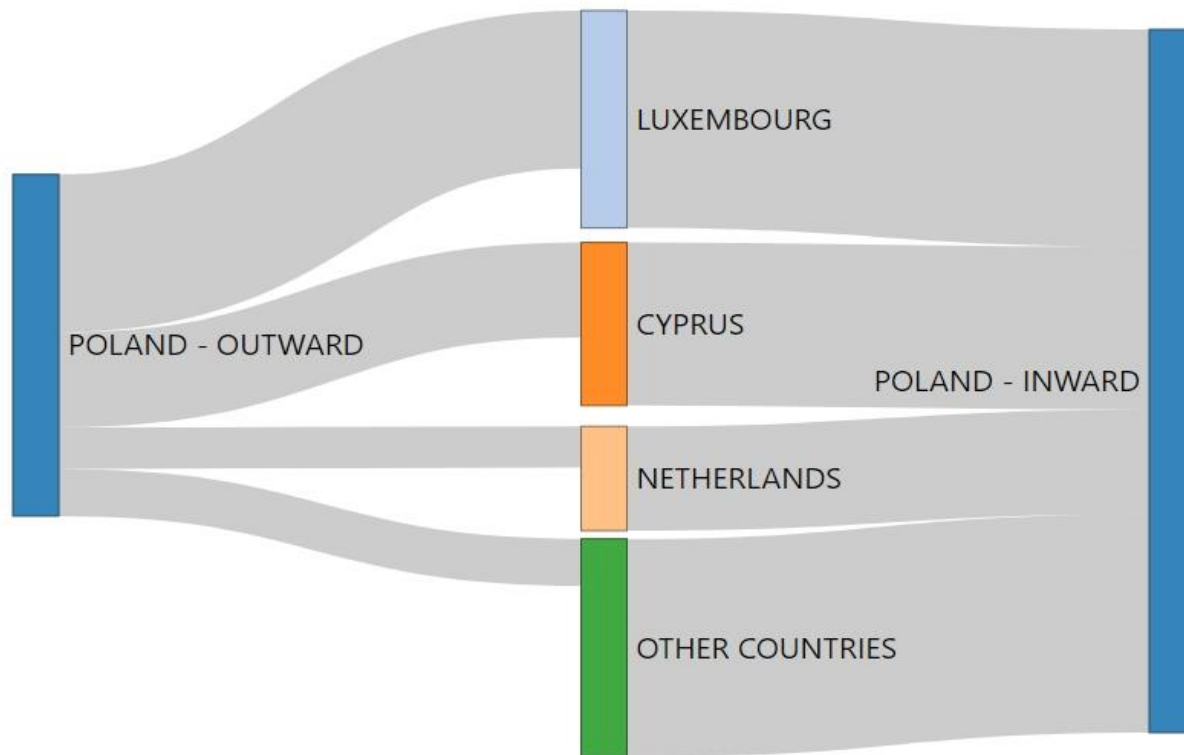 LUXEMBOURG
CYPRUS
POLAND - OUTWARD
POLAND - INWARD
NETHERLANDS
OTHER COUNTRIES